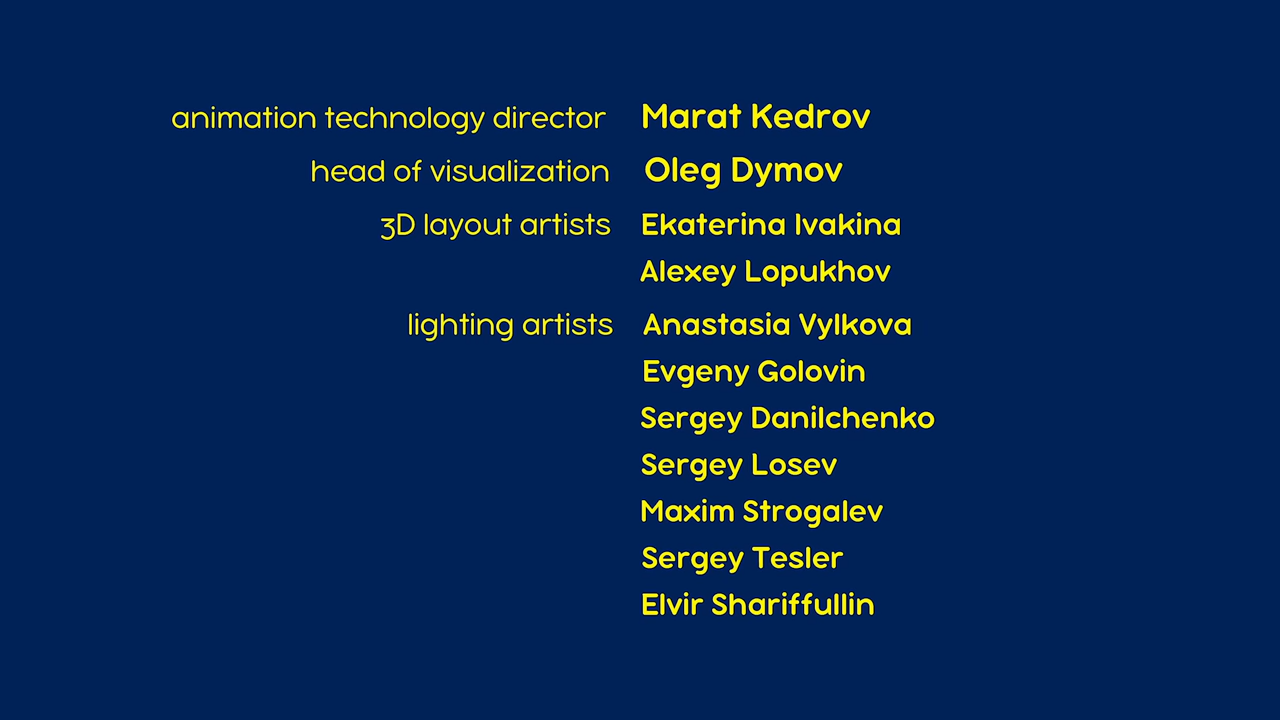 animation technology director Marat Kedrov
head of visualization Oleg Dymov
3D layout artists Ekaterina Ivakina
Alexey Lopukhov
lighting artists Anastasia Vylkova
Evgeny Golovin
Sergey Danilchenko
Sergey Losev
Maxim Strogalev
Sergey Tesler
Elvir Shariffullin